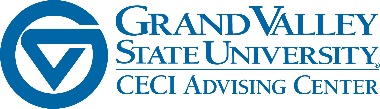 GRAND VALLEY
STATE UNIVERSITY®
CECI ADVISING CENTER